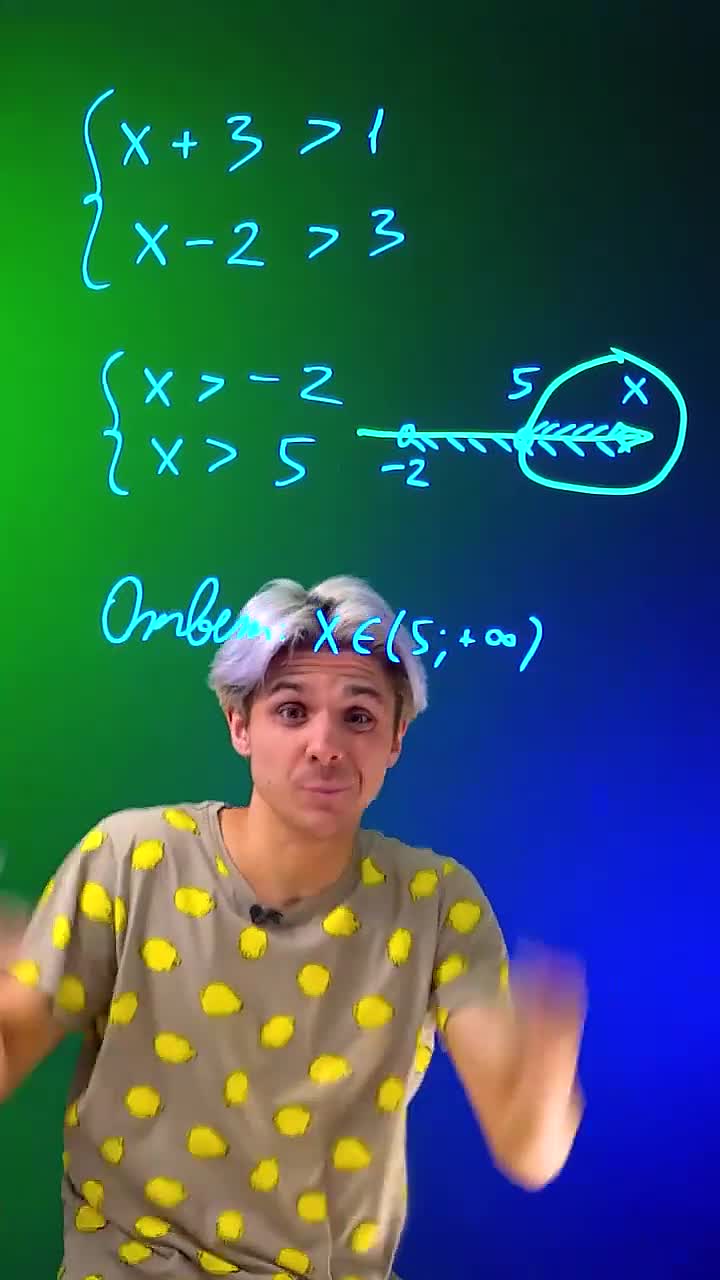 { x + 3 > 1
x - 2 > 3
{ x > - 2
x > 5
5 x
-2
Ответ: x ∈ (5; +∞)